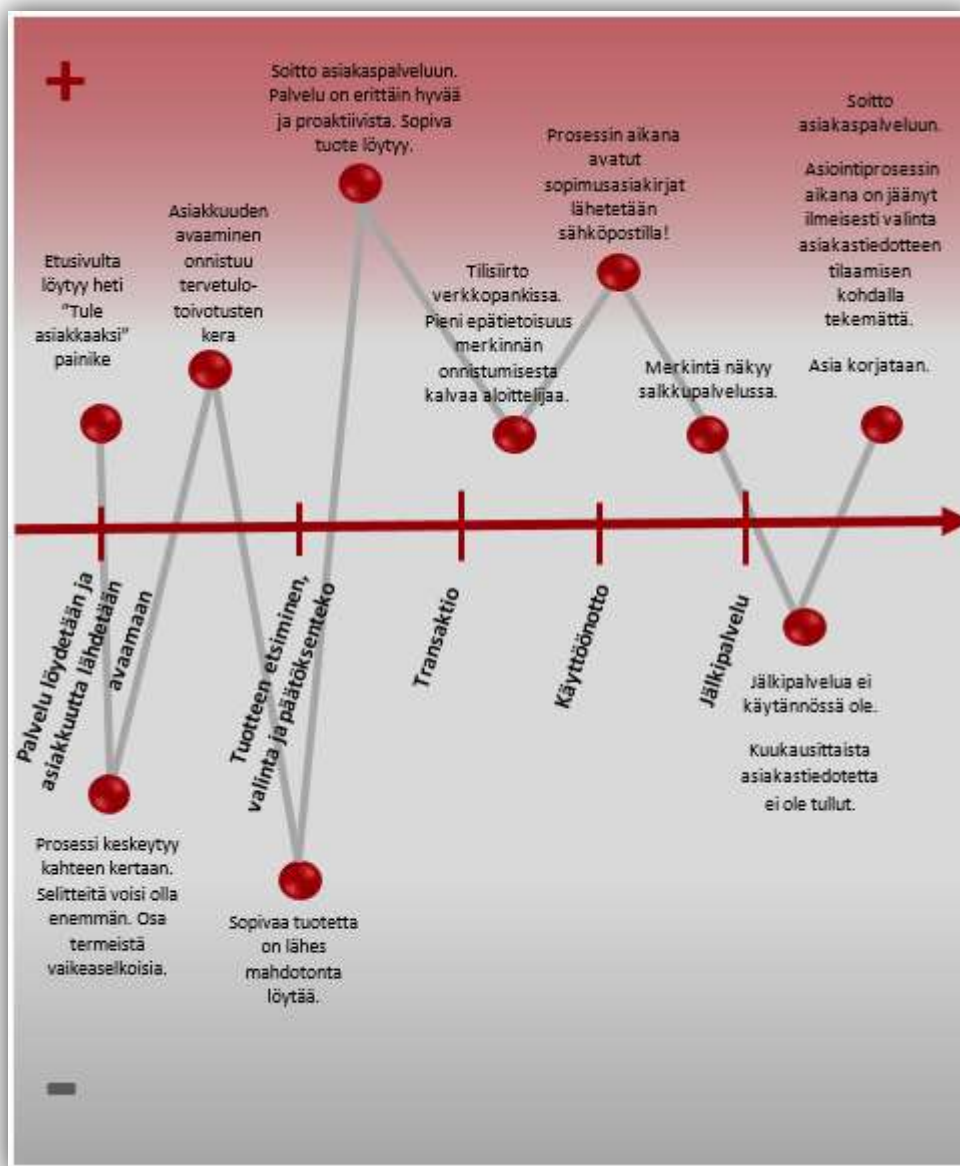 +
Etusivulta
löytyy heti
"Tule
asiakkaaksi"
painike
Prosessi keskeytyy
kahteen kertaan.
Selitteitä voisi olla
enemmän. Osa
termeistä
vaikeaselkoisia.
Asiakkuuden
avaaminen
onnistuu
tervetulo-
toivotusten
kera
Sopivaa tuotetta
on lähes
mahdotonta
löytää.
Soitto asiakaspalveluun.
Palvelu on erittäin hyvää
ja proaktiivista. Sopiva
tuote löytyy.
Tilisiirto
verkkopankissa.
Pieni epätietoisuus
merkinnän
onnistumisesta
kalvaa aloittelijaa.
Prosessin aikana
avatut
sopimusasiakirjat
lähetetään
sähköpostilla!
Merkintä näkyy
salkkupalvelussa.
Jälkipalvelua ei
käytännössä ole.
Kuukausittaista
asiakastiedotetta
ei ole tullut.
Soitto
asiakaspalveluun.
Asiointiprosessin
aikana on jäänyt
ilmeisesti valinta
asiakastiedotteen
tilaamisen
kohdalla
tekemättä.
Asia korjataan.
Palvelu löydetään ja
asiakkuutta lähdetään
avaamaan
Tuotteen etsiminen,
valinta ja päätöksenteko
Transaktio
Käyttöönotto
Jälkipalvelu
-